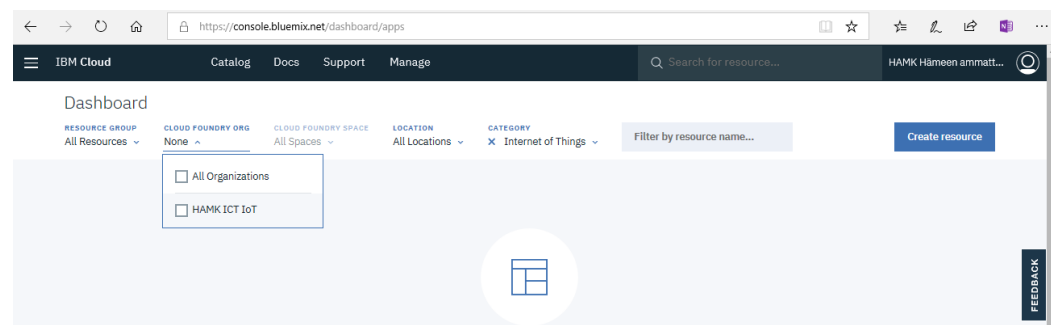 https://console.bluemix.net/dashboard/apps
IBM Cloud Catalog Docs Support Manage Search for resource... HAMK Hämeen ammatt...
Dashboard
RESOURCE GROUP CLOUD FOUNDRY ORG CLOUD FOUNDRY SPACE LOCATION CATEGORY
All Resources None All Spaces All Locations × Internet of Things Filter by resource name... Create resource
All Organizations
HAMK ICT IoT
FEEDBACK